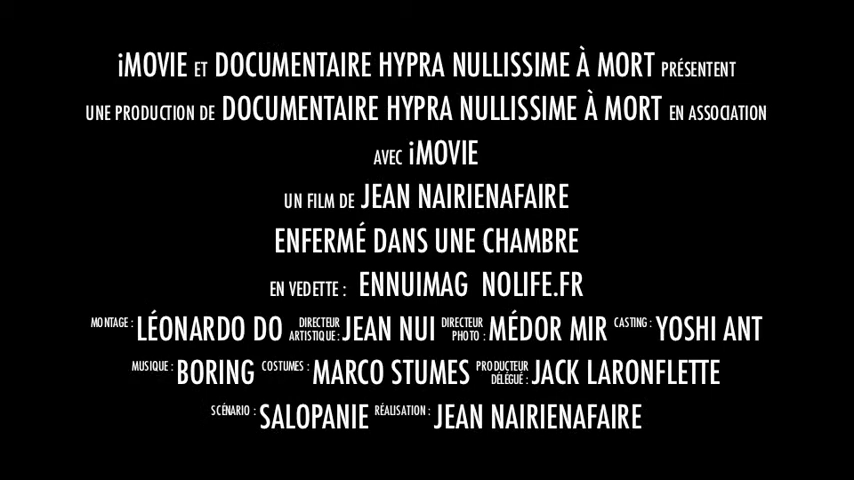 iMOVIE ET DOCUMENTAIRE HYPRA NULLISSIME À MORT PRÉSENTENT
UNE PRODUCTION DE DOCUMENTAIRE HYPRA NULLISSIME À MORT EN ASSOCIATION
AVEC iMOVIE
UN FILM DE JEAN NAIRIENAFAIRE
ENFERMÉ DANS UNE CHAMBRE
EN VEDETTE : ENNUIMAG NOLIFE.FR
MONTAGE : LÉONARDO DO DIRECTEUR ARTISTIQUE : JEAN NUI DIRECTEUR PHOTO : MÉDOR MIR CASTING : YOSHI ANT
MUSIQUE : BORING COSTUMES : MARCO STUMES PRODUCTEUR DÉLÉGUÉ : JACK LARONFLETTE
SCÉNARIO : SALOPANIE RÉALISATION : JEAN NAIRIENAFAIRE